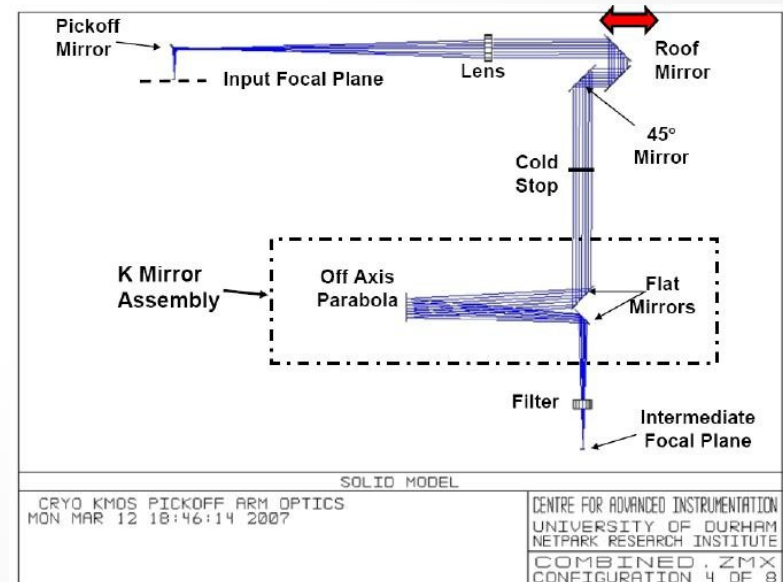 Pickoff
Mirror
Input Focal Plane
Lens
Roof
Mirror
45°
Mirror
Cold
Stop
K Mirror
Assembly
Off Axis
Parabola
Flat
Mirrors
Filter
Intermediate
Focal Plane
SOLID MODEL
CRYO KMOS PICKOFF ARM OPTICS
MON MAR 12 18:46:14 2007
CENTRE FOR ADVANCED INSTRUMENTATION
UNIVERSITY OF DURHAM
NETPARK RESEARCH INSTITUTE
COMBINED.ZMX
CONFIGURATION 4 OF 8